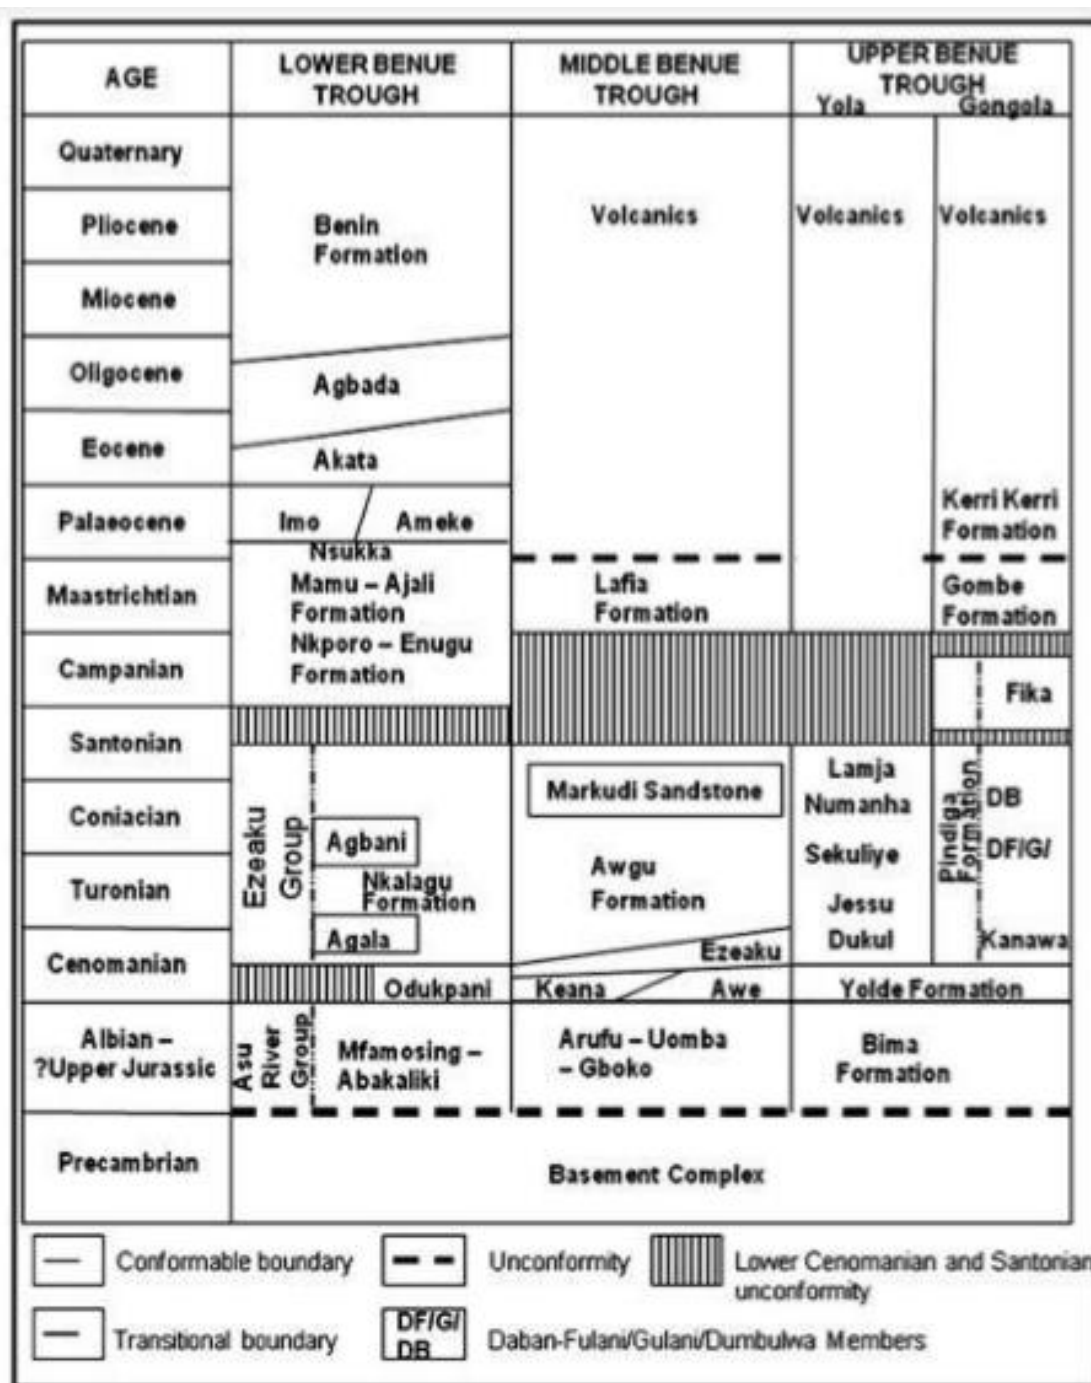 AGE
LOWER BENUE
TROUGH
MIDDLE BENUE
TROUGH
UPPER BENUE
TROUGH
Yola
Gongola
Quaternary
Pliocene
Miocene
Oligocene
Eocene
Palaeocene
Maastrichtian
Campanian
Santonian
Coniacian
Turonian
Cenomanian
Albian –
?Upper Jurassic
Precambrian
Benin
Formation
Agbada
Akata
Imo
Ameke
Nsukka
Mamu – Ajali
Formation
Nkporo – Enugu
Formation
Ezeaku
Group
Agbani
Nkalagu
Formation
Agala
Odukpani
Asu
River
Group
Mfamosing –
Abakaliki
Volcanics
Lafia
Formation
Markudi Sandstone
Awgu
Formation
Ezeaku
Keana
Awe
Arufu – Uomba
– Gboko
Volcanics
Lamja
Numanha
Sekuliye
Jessu
Dukul
Yolde Formation
Bima
Formation
Volcanics
Kerri Kerri
Formation
Gombe
Formation
Fika
Pindiga
Formation
DB
DF/G/
Kanawa
Basement Complex
Conformable boundary
Unconformity
Lower Cenomanian and Santonian
unconformity
Transitional boundary
DF/G/
DB
Daban-Fulani/Gulani/Dumbulwa Members